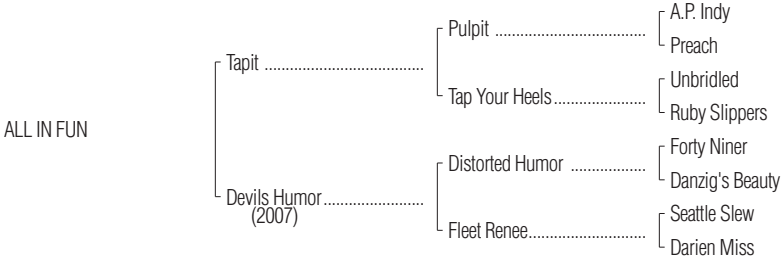 A.P. Indy
Pulpit ....................................
Preach
Tapit ......................................
Unbridled
Tap Your Heels......................
Ruby Slippers
ALL IN FUN
Forty Niner
Distorted Humor ..................
Danzig's Beauty
Devils Humor........................
(2007)
Seattle Slew
Fleet Renee............................
Darien Miss